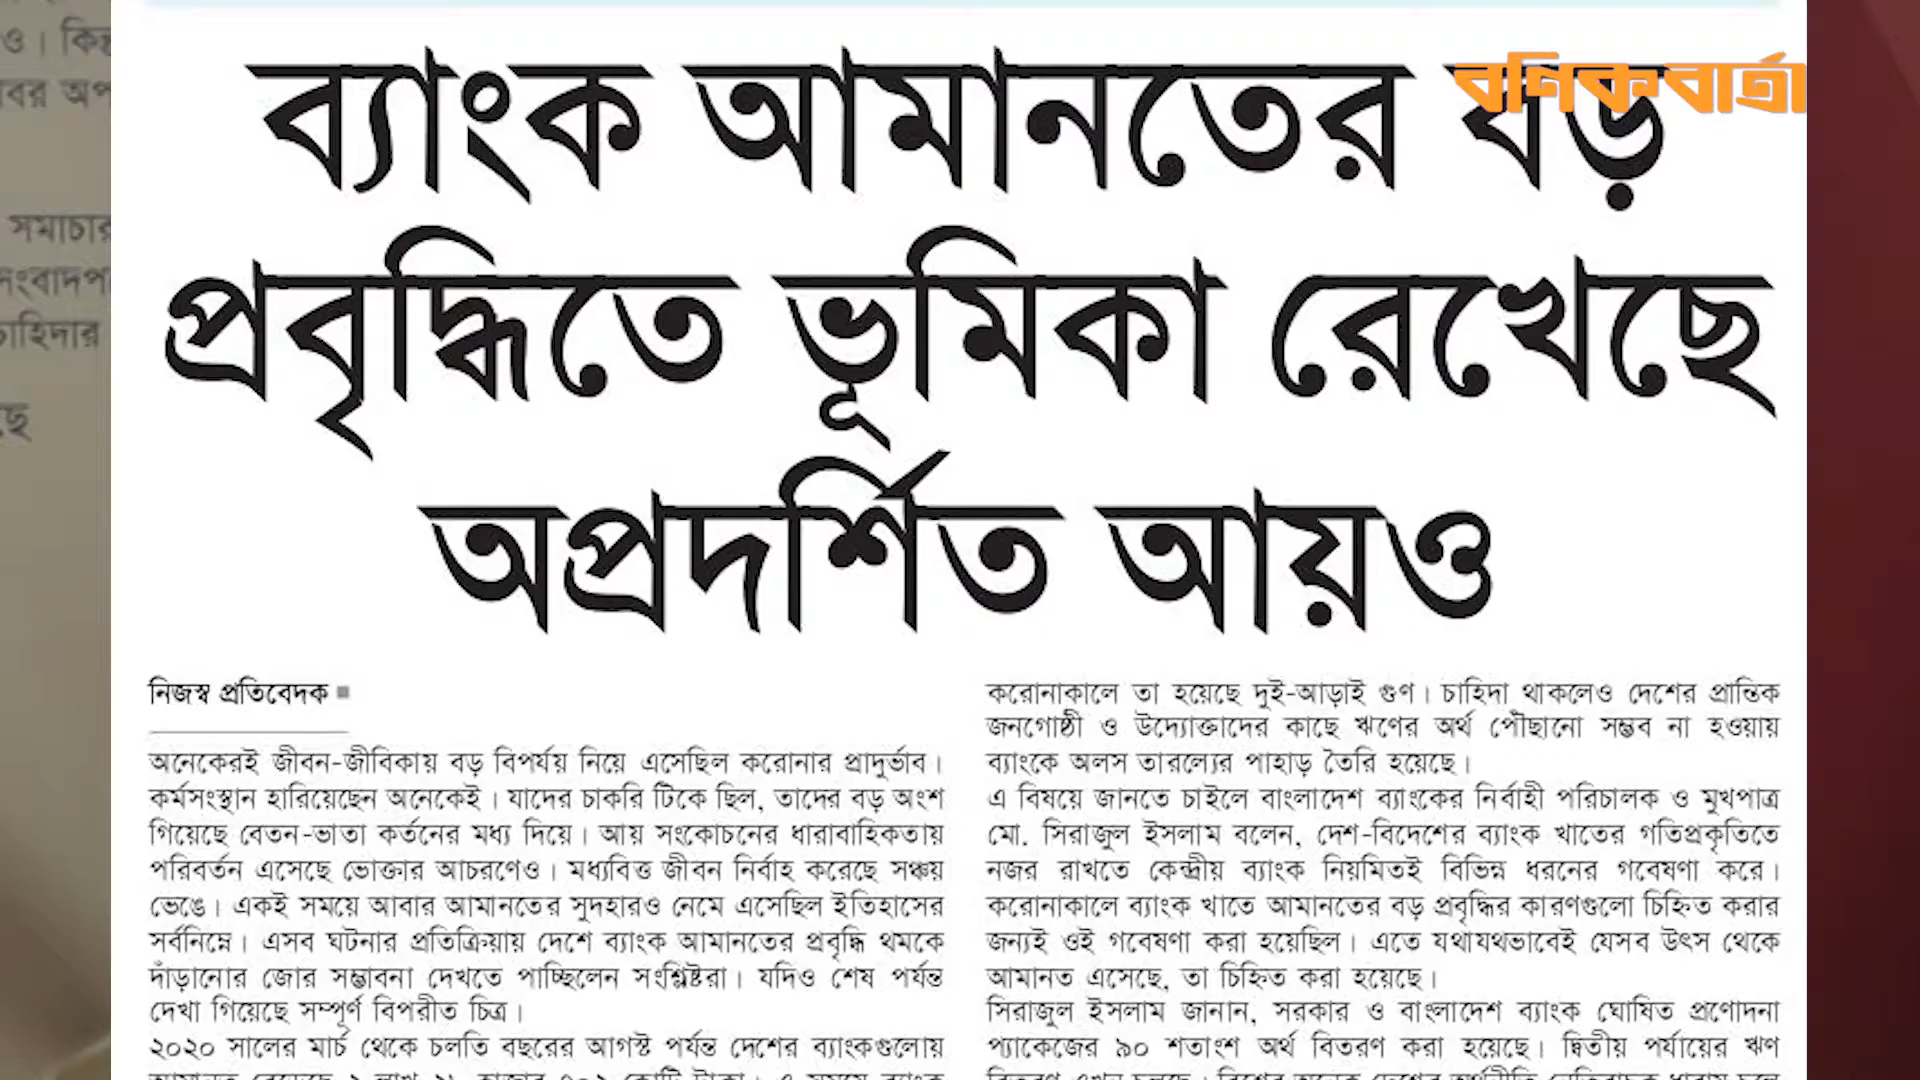 ও। কিন্তু
বর অপ
সমাচার
সংবাদপ
চাহিদার
ছে
বণিকবার্তা
ব্যাংক আমানতের বড়
প্রবৃদ্ধিতে ভূমিকা রেখেছে
অপ্রদর্শিত আয়ও
নিজস্ব প্রতিবেদক
অনেকেরই জীবন-জীবিকায় বড় বিপর্যয় নিয়ে এসেছিল করোনার প্রাদুর্ভাব।
কর্মসংস্থান হারিয়েছেন অনেকেই। যাদের চাকরি টিকে ছিল, তাদের বড় অংশ
গিয়েছে বেতন-ভাতা কর্তনের মধ্য দিয়ে। আয় সংকোচনের ধারাবাহিকতায়
পরিবর্তন এসেছে ভোক্তার আচরণেও। মধ্যবিত্ত জীবন নির্বাহ করেছে সঞ্চয়
ভেঙে। একই সময়ে আবার আমানতের সুদহারও নেমে এসেছিল ইতিহাসের
সর্বনিম্নে। এসব ঘটনার প্রতিক্রিয়ায় দেশে ব্যাংক আমানতের প্রবৃদ্ধি থমকে
দাঁড়ানোর জোর সম্ভাবনা দেখতে পাচ্ছিলেন সংশ্লিষ্টরা। যদিও শেষ পর্যন্ত
দেখা গিয়েছে সম্পূর্ণ বিপরীত চিত্র।
২০২০ সালের মার্চ থেকে চলতি বছরের আগস্ট পর্যন্ত দেশের ব্যাংকগুলোয়
করোনাকালে তা হয়েছে দুই-আড়াই গুণ। চাহিদা থাকলেও দেশের প্রান্তিক
জনগোষ্ঠী ও উদ্যোক্তাদের কাছে ঋণের অর্থ পৌঁছানো সম্ভব না হওয়ায়
ব্যাংকে অলস তারল্যের পাহাড় তৈরি হয়েছে।
এ বিষয়ে জানতে চাইলে বাংলাদেশ ব্যাংকের নির্বাহী পরিচালক ও মুখপাত্র
মো. সিরাজুল ইসলাম বলেন, দেশ-বিদেশের ব্যাংক খাতের গতিপ্রকৃতিতে
নজর রাখতে কেন্দ্রীয় ব্যাংক নিয়মিতই বিভিন্ন ধরনের গবেষণা করে।
করোনাকালে ব্যাংক খাতে আমানতের বড় প্রবৃদ্ধির কারণগুলো চিহ্নিত করার
জন্যই ওই গবেষণা করা হয়েছিল। এতে যথাযথভাবেই যেসব উৎস থেকে
আমানত এসেছে, তা চিহ্নিত করা হয়েছে।
সিরাজুল ইসলাম জানান, সরকার ও বাংলাদেশ ব্যাংক ঘোষিত প্রণোদনা
প্যাকেজের ৯০ শতাংশ অর্থ বিতরণ করা হয়েছে। দ্বিতীয় পর্যায়ের ঋণ